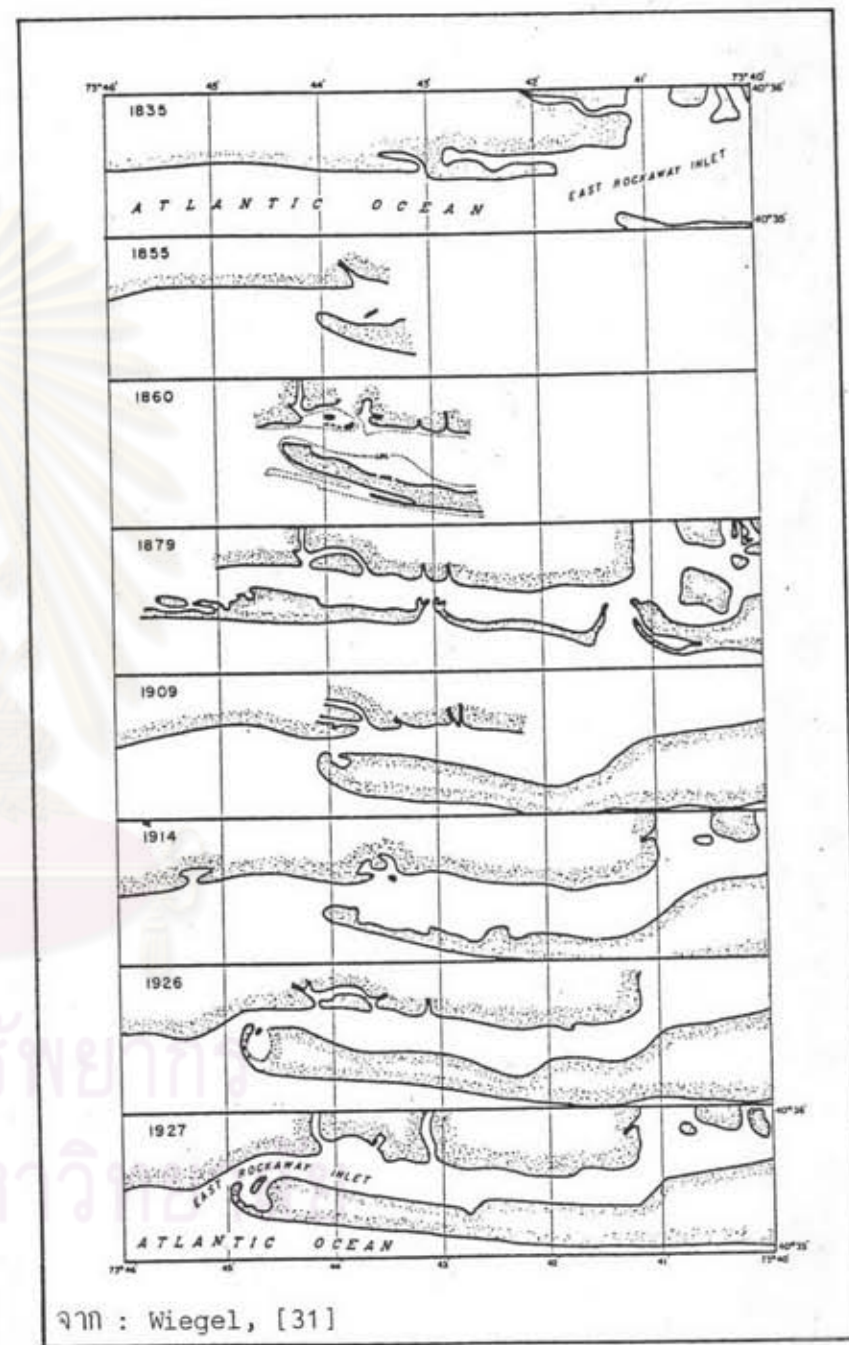 73°46' 45' 44' 43' 42' 41' 73°40'
40°36'
1835
EAST ROCKAWAY INLET
ATLANTIC OCEAN
40°35'
1855
1860
1879
1909
1914
1926
1927
40°36'
EAST ROCKAWAY INLET
ATLANTIC OCEAN
40°35'
73°46' 45' 44' 43' 42' 41' 73°40'
จาก : Wiegel, [31]